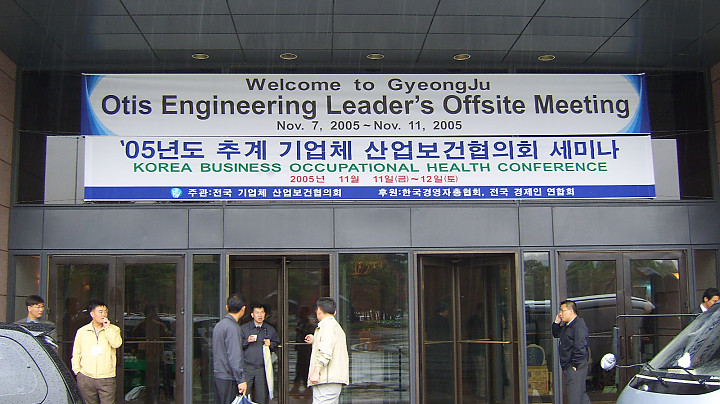 Welcome to GyeongJu
Otis Engineering Leader's Offsite Meeting
Nov. 7, 2005 ~ Nov. 11, 2005
'05년도 추계 기업체 산업보건협의회 세미나
KOREA BUSINESS OCCUPATIONAL HEALTH CONFERENCE
2005년 11월 11일(금)~12일(토)
주관:전국 기업체 산업보건협의회 후원:한국경영자총협회, 전국 경제인 연합회